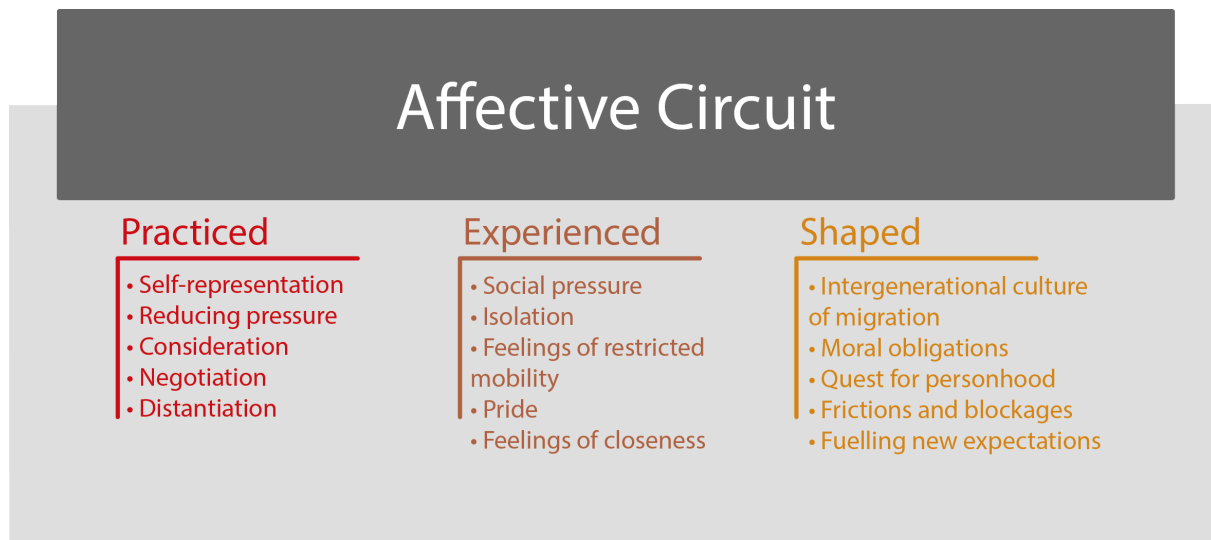 Affective Circuit
Practiced
• Self-representation
• Reducing pressure
• Consideration
• Negotiation
• Distantiation
Experienced
• Social pressure
• Isolation
• Feelings of restricted
mobility
• Pride
• Feelings of closeness
Shaped
• Intergenerational culture
of migration
• Moral obligations
• Quest for personhood
• Frictions and blockages
• Fuelling new expectations